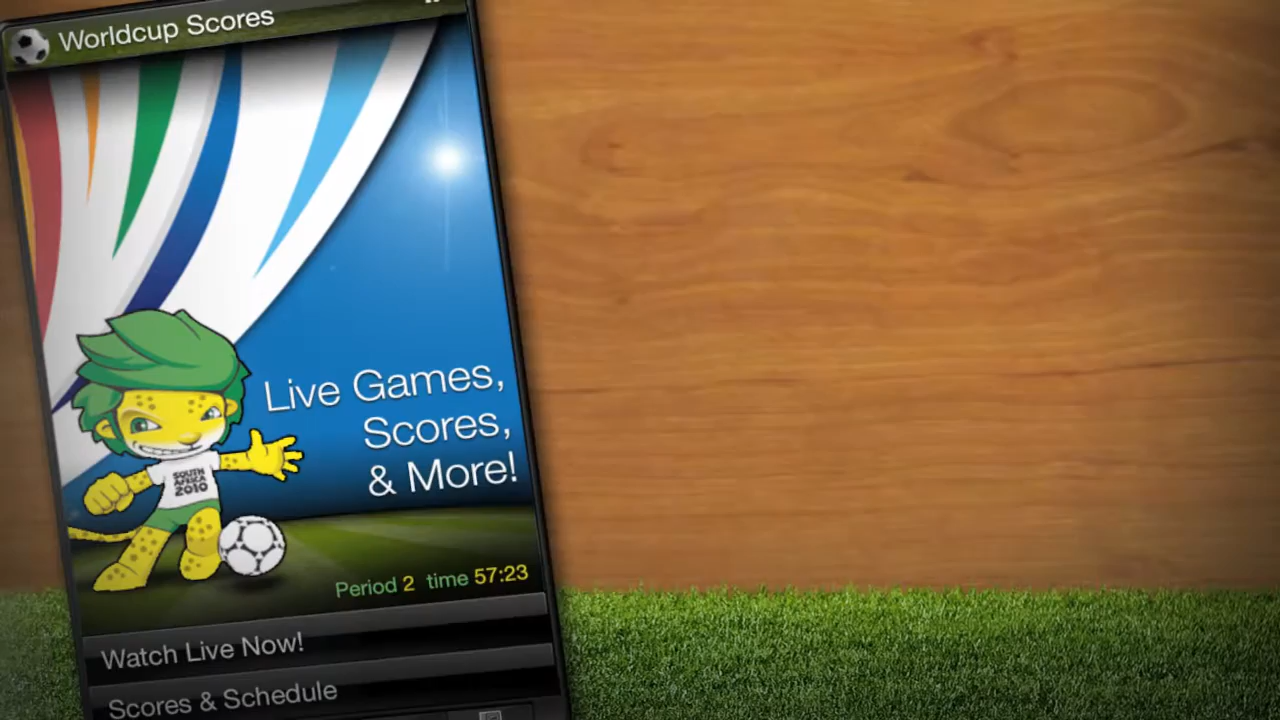 Worldcup Scores
Live Games,
Scores,
& More!
SOUTH
AFRICA
2010
Period 2 time 57:23
Watch Live Now!
Scores & Schedule